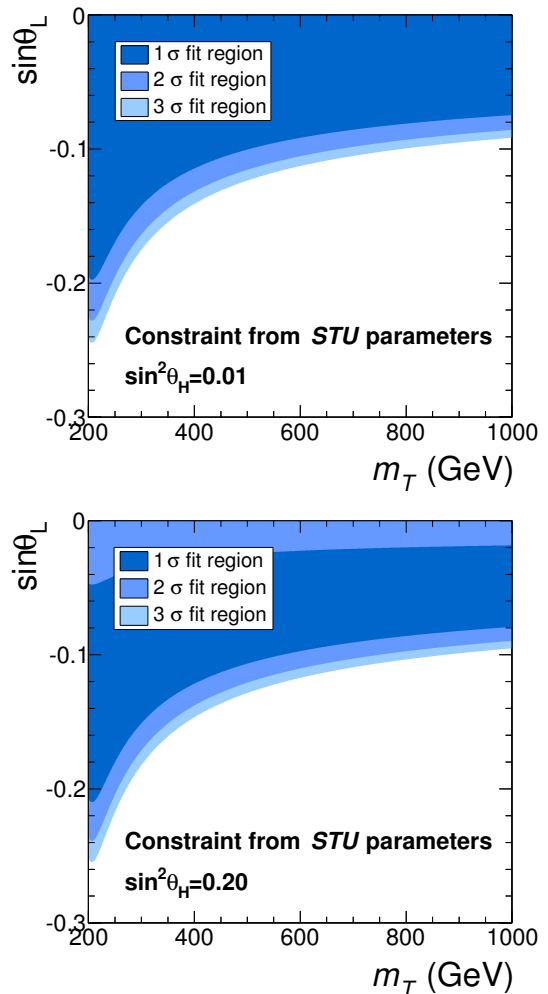 sinθL
0
-0.1
-0.2
-0.3
1 σ fit region
2 σ fit region
3 σ fit region
Constraint from STU parameters
sin²θH=0.01
200 400 600 800 1000
mT (GeV)
sinθL
0
-0.1
-0.2
-0.3
1 σ fit region
2 σ fit region
3 σ fit region
Constraint from STU parameters
sin²θH=0.20
200 400 600 800 1000
mT (GeV)